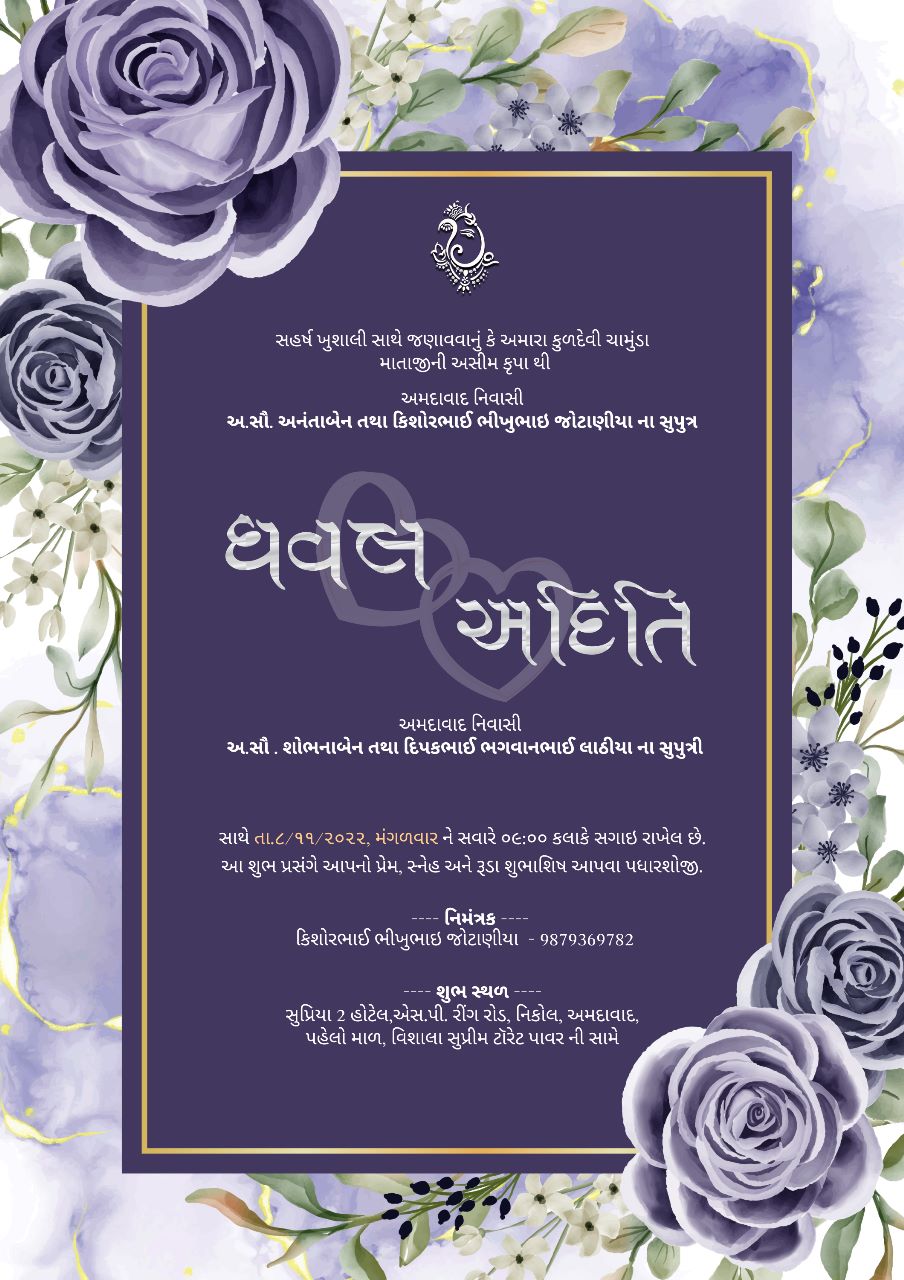 સહર્ષ ખુશાલી સાથે જણાવવાનું કે અમારા કુળદેવી ચામુંડા
માતાજીની અસીમ કૃપા થી
અમદાવાદ નિવાસી
અ.સૌ. અનંતાબેન તથા કિશોરભાઈ ભીખુભાઇ જોટાણીયા ના સુપુત્ર
ધવલ
અદિતિ
અમદાવાદ નિવાસી
અ.સૌ . શોભનાબેન તથા દિપકભાઈ ભગવાનભાઈ લાઠીયા ના સુપુત્રી
સાથે તા.૮/૧૧/૨૦૨૨, મંગળવાર ને સવારે ૦૯:૦૦ કલાકે સગાઇ રાખેલ છે.
આ શુભ પ્રસંગે આપનો પ્રેમ, સ્નેહ અને રૂડા શુભાશિષ આપવા પધારશોજી.
---- નિમંત્રક ----
કિશોરભાઈ ભીખુભાઇ જોટાણીયા - 9879369782
---- શુભ સ્થળ ----
સુપ્રિયા 2 હોટેલ,એસ.પી. રીંગ રોડ, નિકોલ, અમદાવાદ,
પહેલો માળ, વિશાલા સુપ્રીમ ટૉરેટ પાવર ની સામે